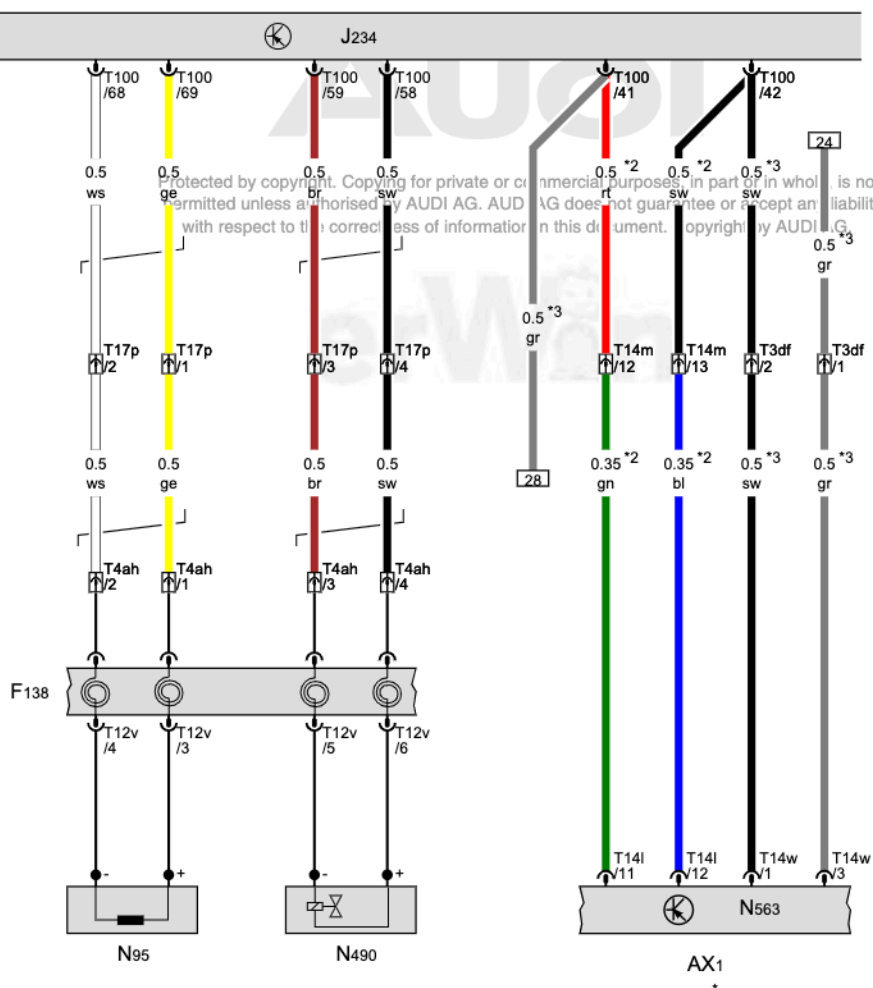 J234
T100 T100 T100 T100 T100 T100
/68 /69 /59 /58 /41 /42
24
0.5 0.5 0.5 0.5 0.5 *2 0.5 *2 0.5 *3
ws ge br sw rt sw sw
Protected by copyright. Copying for private or commercial purposes, in part or in whole, is no
permitted unless authorised by AUDI AG. AUDI AG does not guarantee or accept any liabilit
with respect to the correctness of information in this document. Copyright by AUDI AG.
0.5 *3
gr
0.5 *3
gr
T17p T17p T17p T17p T14m T14m T3df T3df
/2 /1 /3 /4 /12 /13 /2 /1
0.5 0.5 0.5 0.5 0.35 *2 0.35 *2 0.5 *3 0.5 *3
ws ge br sw gn bl sw gr
28
T4ah T4ah T4ah T4ah
/2 /1 /3 /4
F138
T12v T12v T12v T12v
/4 /3 /5 /6
T14l T14l T14w T14w
/11 /12 /1 /3
- + - +
N563
N95 N490
AX1
*
AUDI
erWin